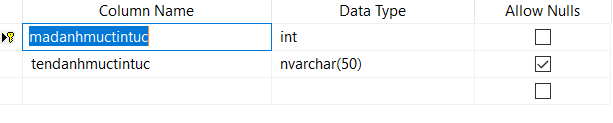 Column Name Data Type Allow Nulls
madanhmuctintuc int
tendanhmuctintuc nvarchar(50)